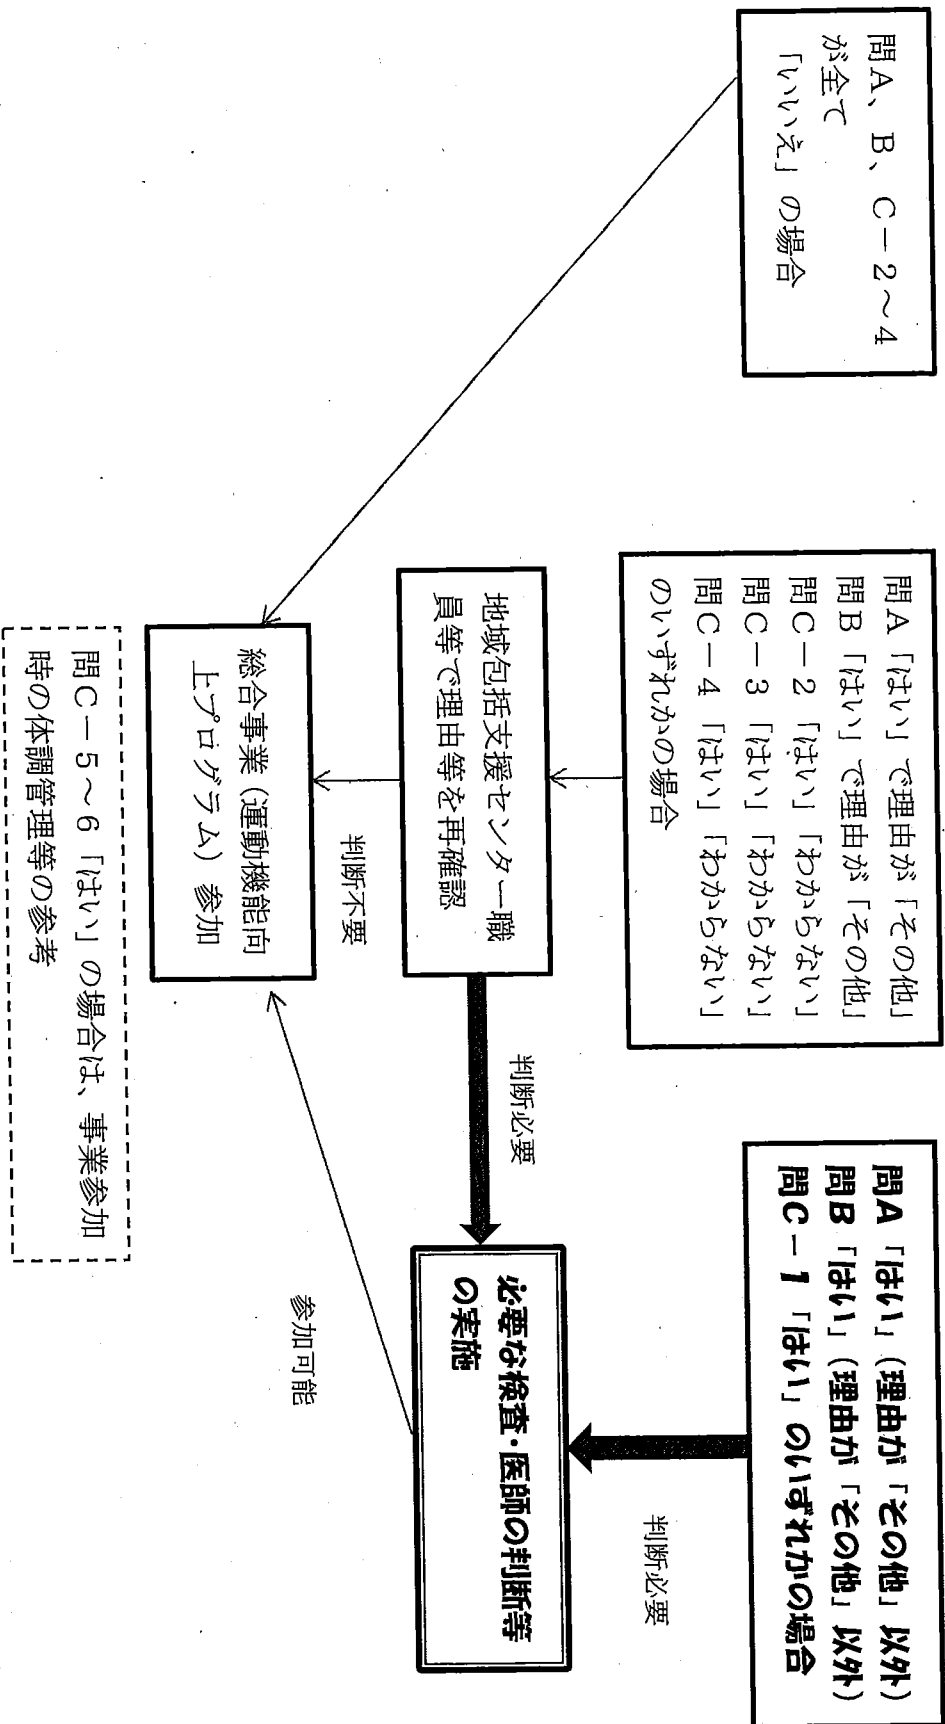 問A、B、C－2～4
が全て
「いいえ」の場合
問A「はい」で理由が「その他」
問B「はい」で理由が「その他」
問C－2「はい」「わからない」
問C－3「はい」「わからない」
問C－4「はい」「わからない」
のいずれかの場合
問A「はい」（理由が「その他」以外）
問B「はい」（理由が「その他」以外）
問C－1「はい」のいずれかの場合
地域包括支援センター職
員等で理由等を再確認
判断必要
判断必要
必要な検査・医師の判断等
の実施
判断不要
参加可能
総合事業（運動機能向
上プログラム）参加
問C－5～6「はい」の場合は、事業参加
時の体調管理等の参考